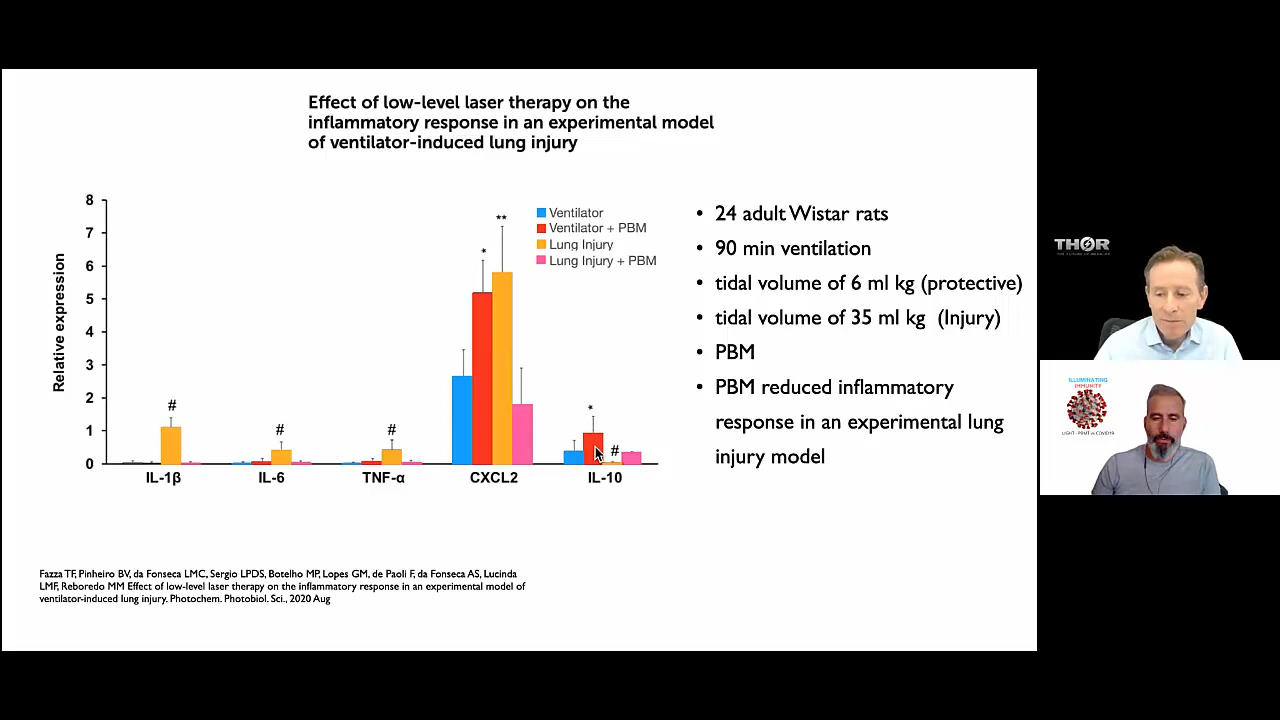 Effect of low-level laser therapy on the
inflammatory response in an experimental model
of ventilator-induced lung injury
8
7
6
5
4
3
2
1
0
Relative expression
Ventilator
Ventilator + PBM
Lung Injury
Lung Injury + PBM
#
#
#
*
**
*
#
IL-1β
IL-6
TNF-α
CXCL2
IL-10
• 24 adult Wistar rats
• 90 min ventilation
• tidal volume of 6 ml kg (protective)
• tidal volume of 35 ml kg (Injury)
• PBM
• PBM reduced inflammatory
response in an experimental lung
injury model
Fazza TF, Pinheiro BV, da Fonseca LMC, Sergio LPDS, Botelho MP, Lopes GM, de Paoli F, da Fonseca AS, Lucinda
LMF, Reboredo MM Effect of low-level laser therapy on the inflammatory response in an experimental model of
ventilator-induced lung injury. Photochem. Photobiol. Sci., 2020 Aug
THOR
THE FUTURE OF MEDICINE
ILLUMINATING
IMMUNITY